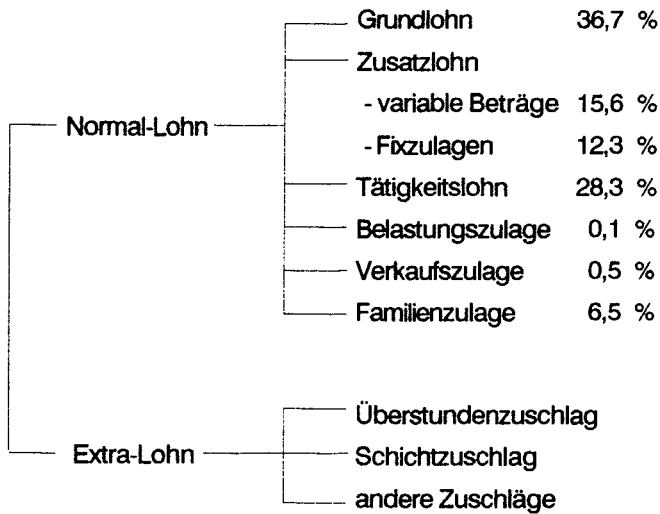 Grundlohn 36,7 %
Zusatzlohn
- variable Beträge 15,6 %
Normal-Lohn
- Fixzulagen 12,3 %
Tätigkeitslohn 28,3 %
Belastungszulage 0,1 %
Verkaufszulage 0,5 %
Familienzulage 6,5 %
Überstundenzuschlag
Extra-Lohn
Schichtzuschlag
andere Zuschläge